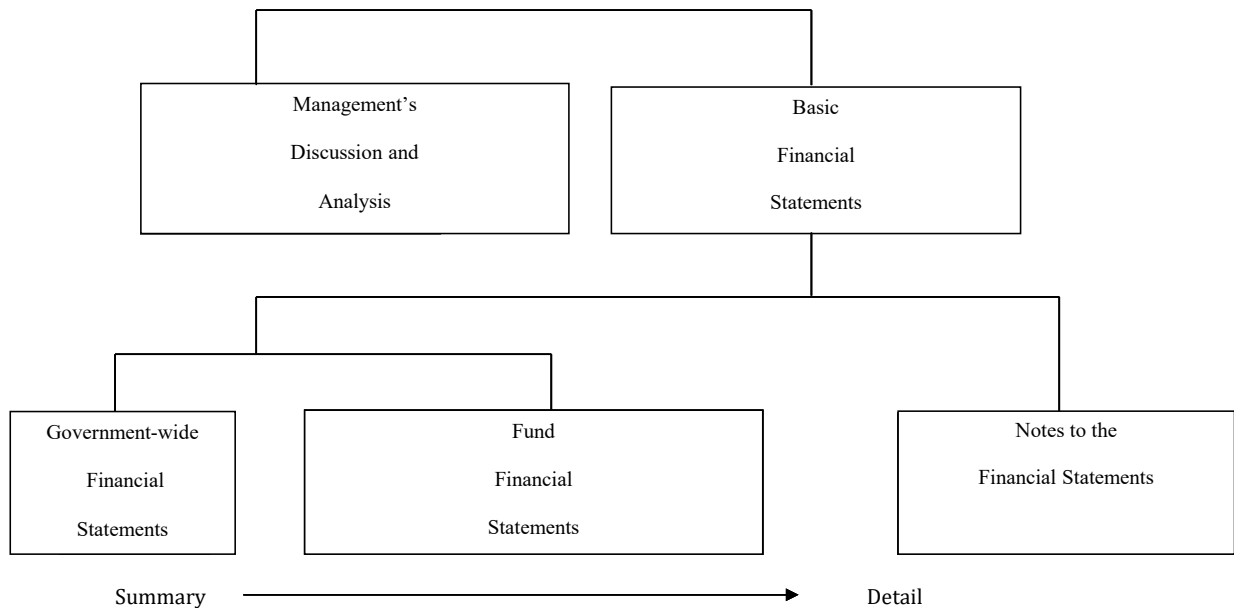 Management’s
Discussion and
Analysis
Basic
Financial
Statements
Government-wide
Financial
Statements
Fund
Financial
Statements
Notes to the
Financial Statements
Summary
Detail